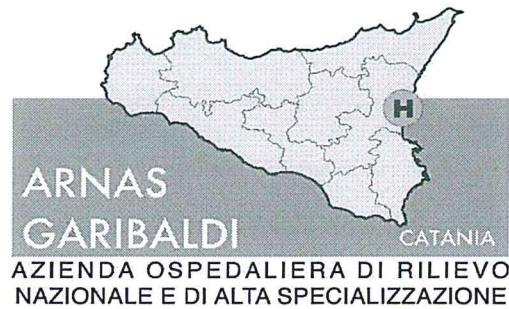 H
ARNAS
GARIBALDI
CATANIA
AZIENDA OSPEDALIERA DI RILIEVO
NAZIONALE E DI ALTA SPECIALIZZAZIONE